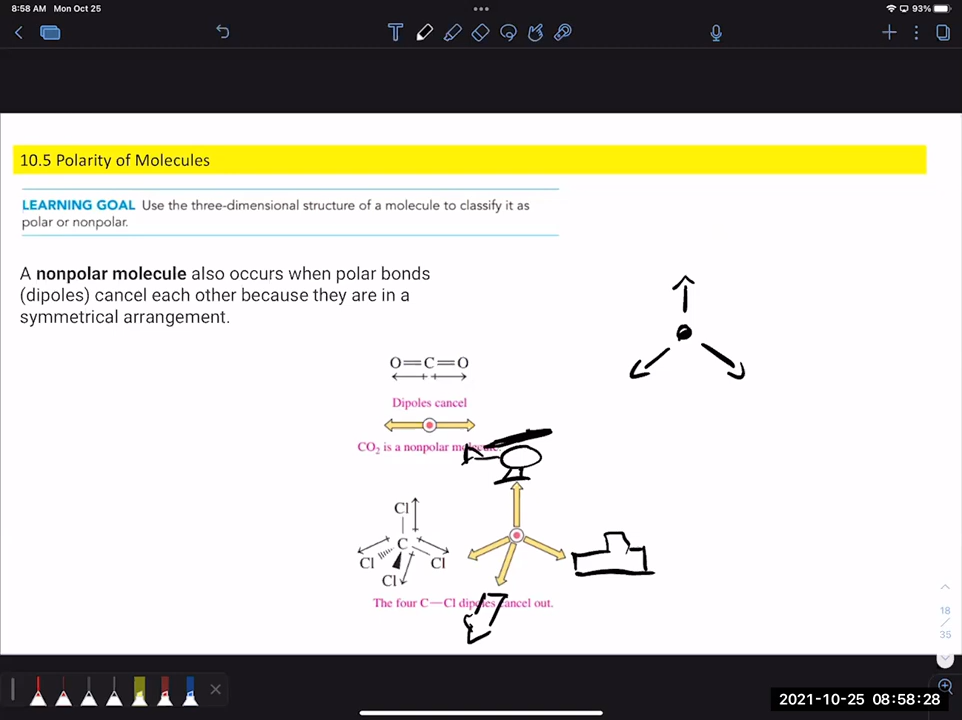 8:58 AM Mon Oct 25
93%
T
10.5 Polarity of Molecules
LEARNING GOAL Use the three-dimensional structure of a molecule to classify it as
polar or nonpolar.
A nonpolar molecule also occurs when polar bonds
(dipoles) cancel each other because they are in a
symmetrical arrangement.
O=C=O
Dipoles cancel
CO₂ is a nonpolar molecule.
Cl
C
Cl
Cl
Cl
The four C—Cl dipoles cancel out.
18
/
35
2021-10-25 08:58:28